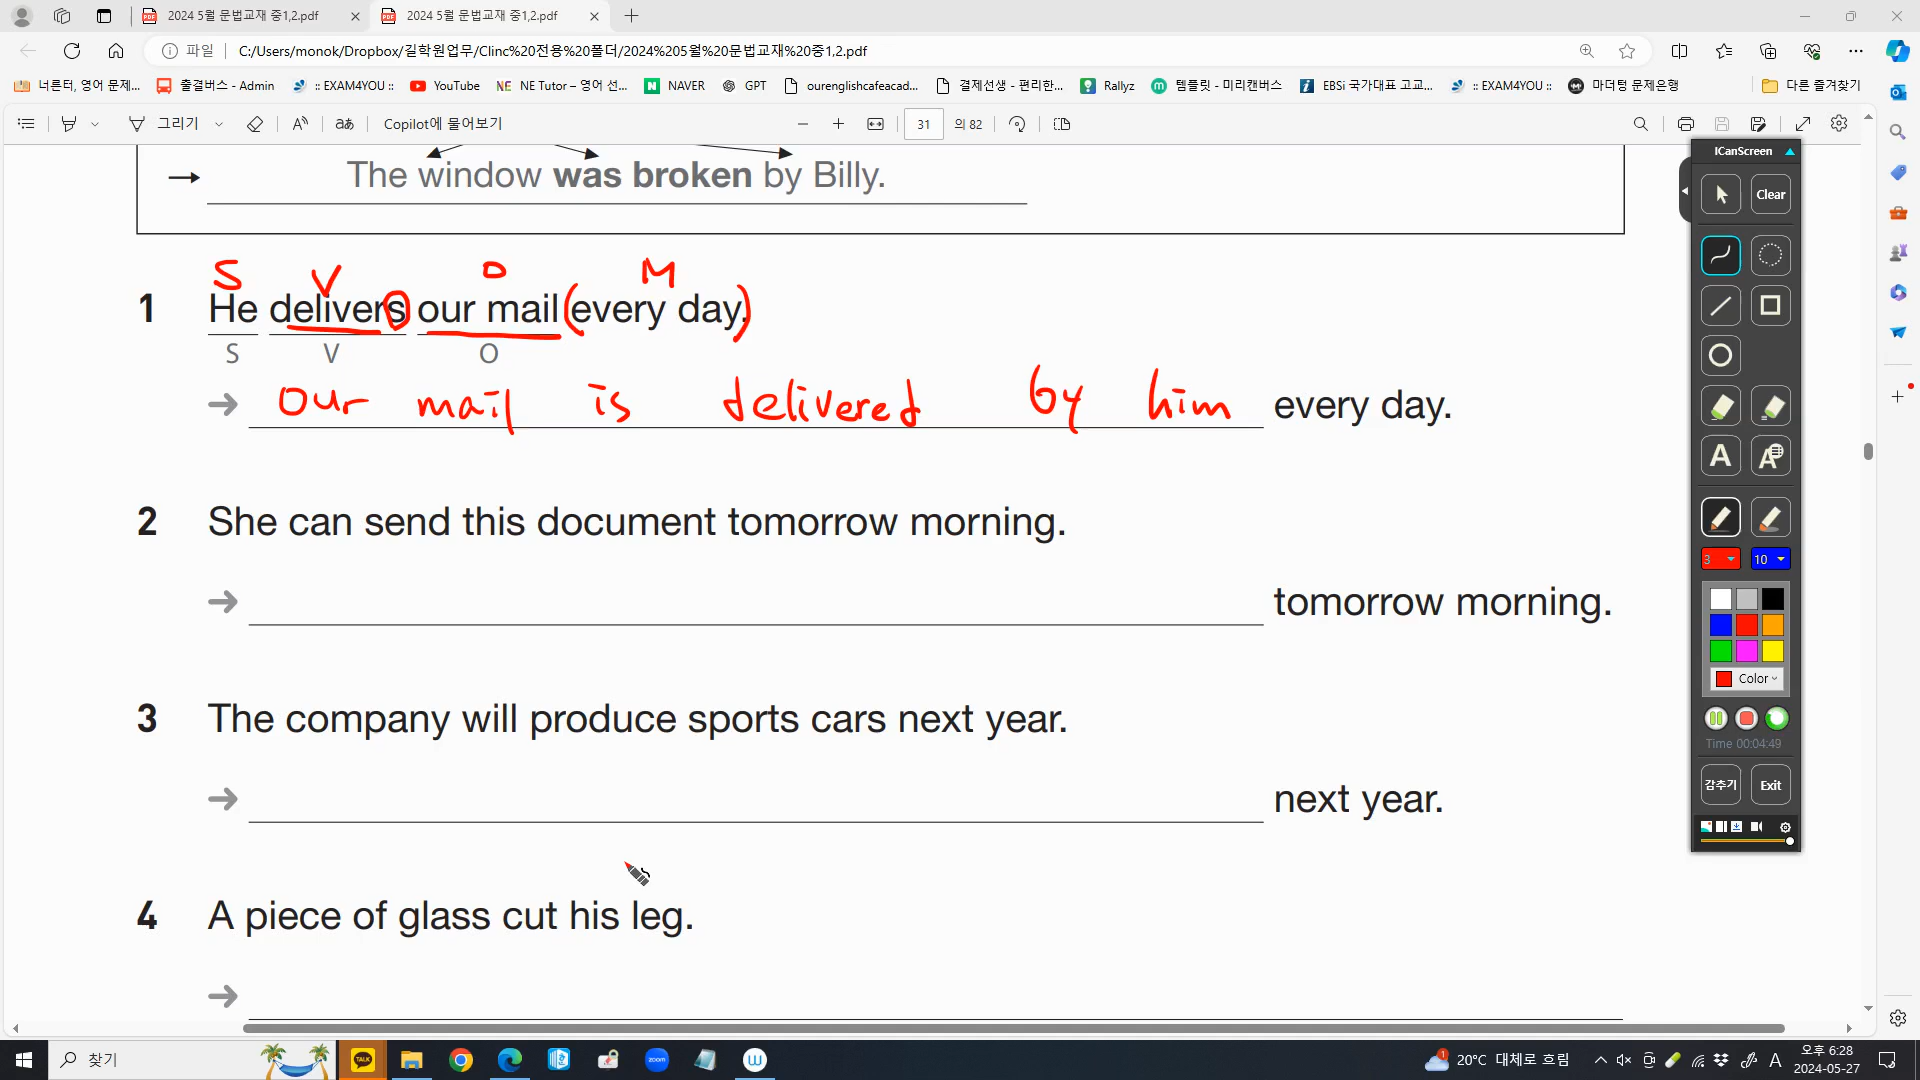 2024 5월 문법교재 중1,2.pdf
2024 5월 문법교재 중1,2.pdf
파일 C:/Users/monok/Dropbox/길학원업무/Clinc%20전용%20폴더/2024%205월%20문법교재%20중1,2.pdf
너른터, 영어 문제...
출결버스 - Admin
:: EXAM4YOU ::
YouTube
NE Tutor – 영어 선...
NAVER
GPT
ourenglishcafeacad...
결제선생 - 편리한...
Rallyz
템플릿 - 미리캔버스
EBSi 국가대표 고교...
:: EXAM4YOU ::
마더텅 문제은행
다른 즐겨찾기
그리기
Copilot에 물어보기
31 의 82
ICanScreen
→ The window was broken by Billy.
Clear
S V O M
1 He delivers our mail (every day.)
S V O
→ our mail is delivered by him every day.
2 She can send this document tomorrow morning.
→ tomorrow morning.
3 The company will produce sports cars next year.
→ next year.
4 A piece of glass cut his leg.
→
A A
3 10
Color
Time 00:04:49
감추기 Exit
찾기
TALK
zoom
W
1
20°C 대체로 흐림
A
오후 6:28
2024-05-27